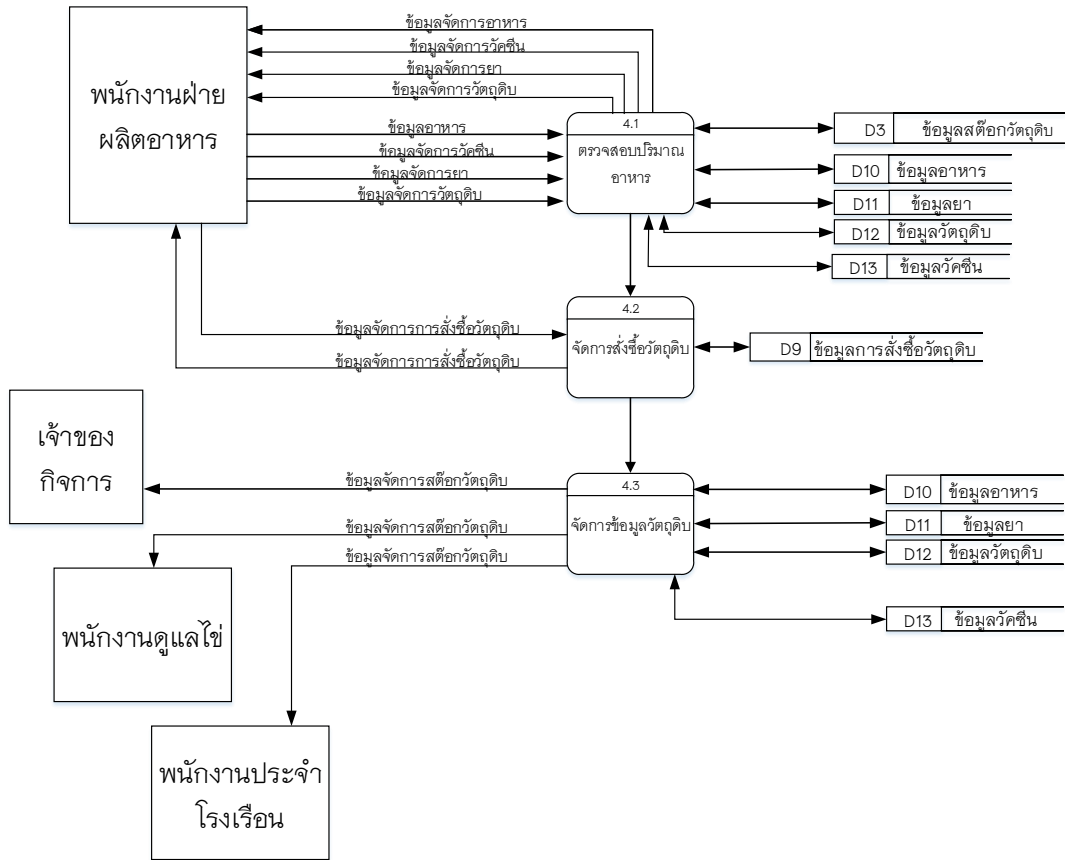 ข้อมูลจัดการอาหาร
ข้อมูลจัดการวัคซีน
ข้อมูลจัดการยา
ข้อมูลจัดการวัตถุดิบ
พนักงานฝ่าย
ผลิตอาหาร
ข้อมูลอาหาร
ข้อมูลจัดการวัคซีน
ข้อมูลจัดการยา
ข้อมูลจัดการวัตถุดิบ
4.1
ตรวจสอบปริมาณ
อาหาร
D3 ข้อมูลสต๊อกวัตถุดิบ
D10 ข้อมูลอาหาร
D11 ข้อมูลยา
D12 ข้อมูลวัตถุดิบ
D13 ข้อมูลวัคซีน
4.2
จัดการสั่งซื้อวัตถุดิบ
ข้อมูลจัดการการสั่งซื้อวัตถุดิบ
ข้อมูลจัดการการสั่งซื้อวัตถุดิบ
D9 ข้อมูลการสั่งซื้อวัตถุดิบ
เจ้าของ
กิจการ
ข้อมูลจัดการสต๊อกวัตถุดิบ
ข้อมูลจัดการสต๊อกวัตถุดิบ
ข้อมูลจัดการสต๊อกวัตถุดิบ
4.3
จัดการข้อมูลวัตถุดิบ
D10 ข้อมูลอาหาร
D11 ข้อมูลยา
D12 ข้อมูลวัตถุดิบ
D13 ข้อมูลวัคซีน
พนักงานดูแลไข่
พนักงานประจำ
โรงเรือน